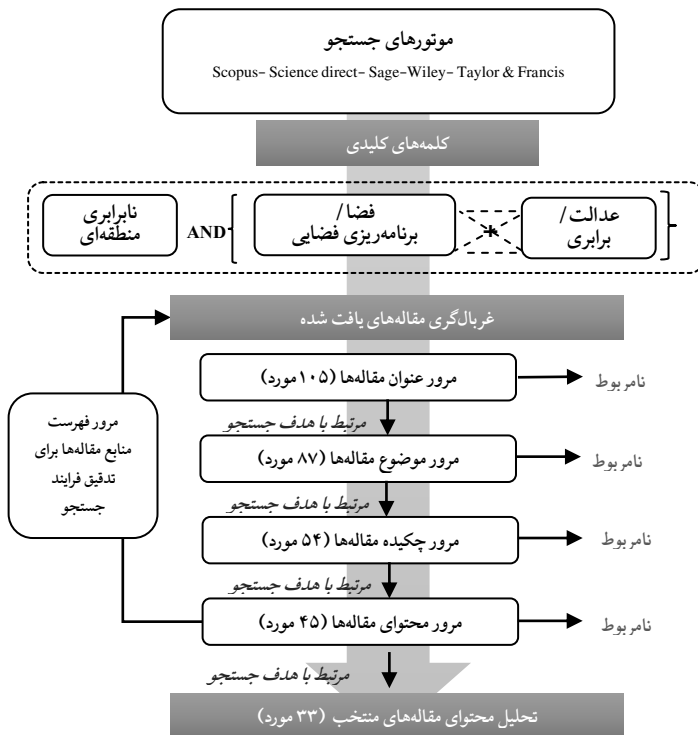 موتورهای جستجو
Scopus- Science direct- Sage-Wiley- Taylor & Francis
کلمه‌های کلیدی
عدالت/
برابری
+
فضا/
برنامه‌ریزی فضایی
AND
نابرابری
منطقه‌ای
غربال‌گری مقاله‌های یافت شده
مرور عنوان مقاله‌ها (۱۰۵ مورد)
نامربوط
مرتبط با هدف جستجو
مرور موضوع مقاله‌ها (۸۷ مورد)
نامربوط
مرتبط با هدف جستجو
مرور چکیده مقاله‌ها (۵۴ مورد)
نامربوط
مرتبط با هدف جستجو
مرور محتوای مقاله‌ها (۴۵ مورد)
نامربوط
مرتبط با هدف جستجو
مرور فهرست
منابع مقاله‌ها برای
تدقیق فرایند
جستجو
تحلیل محتوای مقاله‌های منتخب (۳۳ مورد)